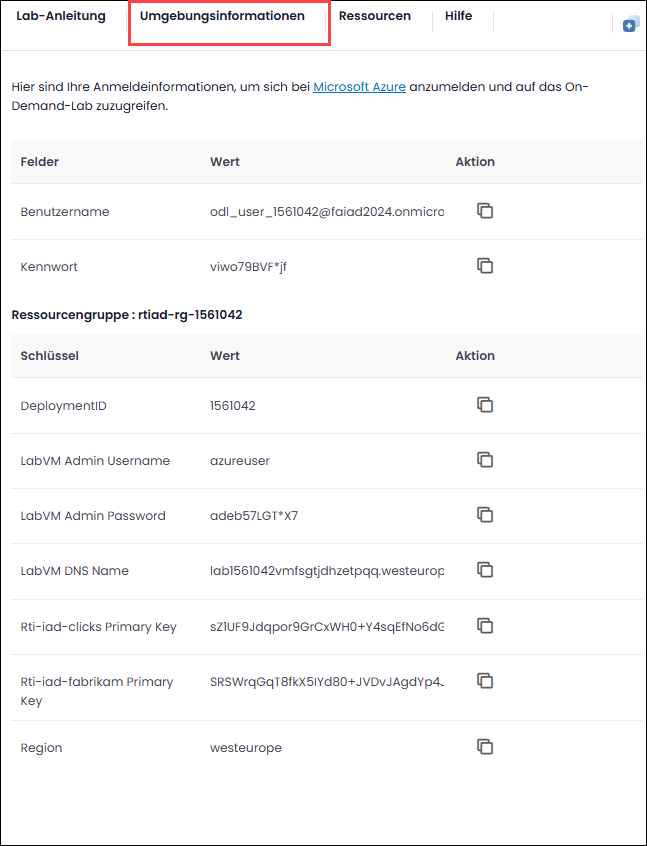 Lab-Anleitung Umgebungsinformationen Ressourcen Hilfe
Hier sind Ihre Anmeldeinformationen, um sich bei Microsoft Azure anzumelden und auf das On-
Demand-Lab zuzugreifen.
Felder Wert Aktion
Benutzername odl_user_1561042@faiad2024.onmicro
Kennwort viwo79BVF*jf
Ressourcengruppe : rtiad-rg-1561042
Schlüssel Wert Aktion
DeploymentID 1561042
LabVM Admin Username azureuser
LabVM Admin Password adeb57LGT*X7
LabVM DNS Name lab1561042vmfsgtjdhzetpqq.westeurop
Rti-iad-clicks Primary Key sZ1UF9Jdqpor9GrCxWH0+Y4sqEfNo6dG
Rti-iad-fabrikam Primary SRSWrqGqT8fkX5IYd80+JVDvJAgdYp4J
Key
Region westeurope